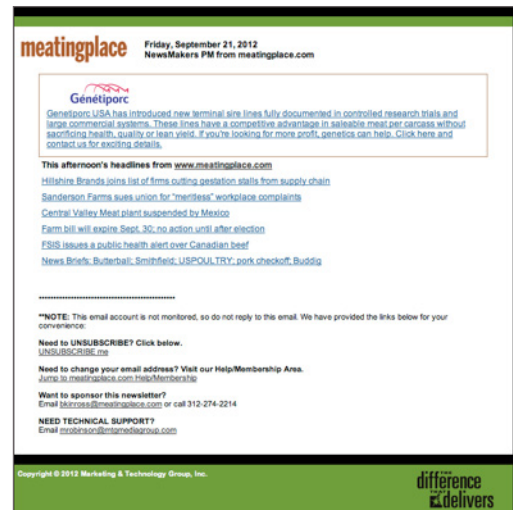 meatingplace
Friday, September 21, 2012
NewsMakers PM from meatingplace.com
Génétiporc
Genetiporc USA has introduced new terminal sire lines fully documented in controlled research trials and
large commercial systems. These lines have a competitive advantage in saleable meat per carcass without
sacrificing health, quality or lean yield. If you're looking for more profit, genetics can help. Click here and
contact us for exciting details.
This afternoon's headlines from www.meatingplace.com
Hillshire Brands joins list of firms cutting gestation stalls from supply chain
Sanderson Farms sues union for "meritless" workplace complaints
Central Valley Meat plant suspended by Mexico
Farm bill will expire Sept. 30; no action until after election
FSIS issues a public health alert over Canadian beef
News Briefs: Butterball; Smithfield; USPOULTRY; pork checkoff; Buddig
************************************************
**NOTE: This email account is not monitored, so do not reply to this email. We have provided the links below for your
convenience:
Need to UNSUBSCRIBE? Click below.
UNSUBSCRIBE me
Need to change your email address? Visit our Help/Membership Area.
Jump to meatingplace.com Help/Membership
Want to sponsor this newsletter?
Email bkinross@meatingplace.com or call 312-274-2214
NEED TECHNICAL SUPPORT?
Email mrobinson@mtgmediagroup.com
Copyright © 2012 Marketing & Technology Group, Inc.
THE
difference
THAT
delivers